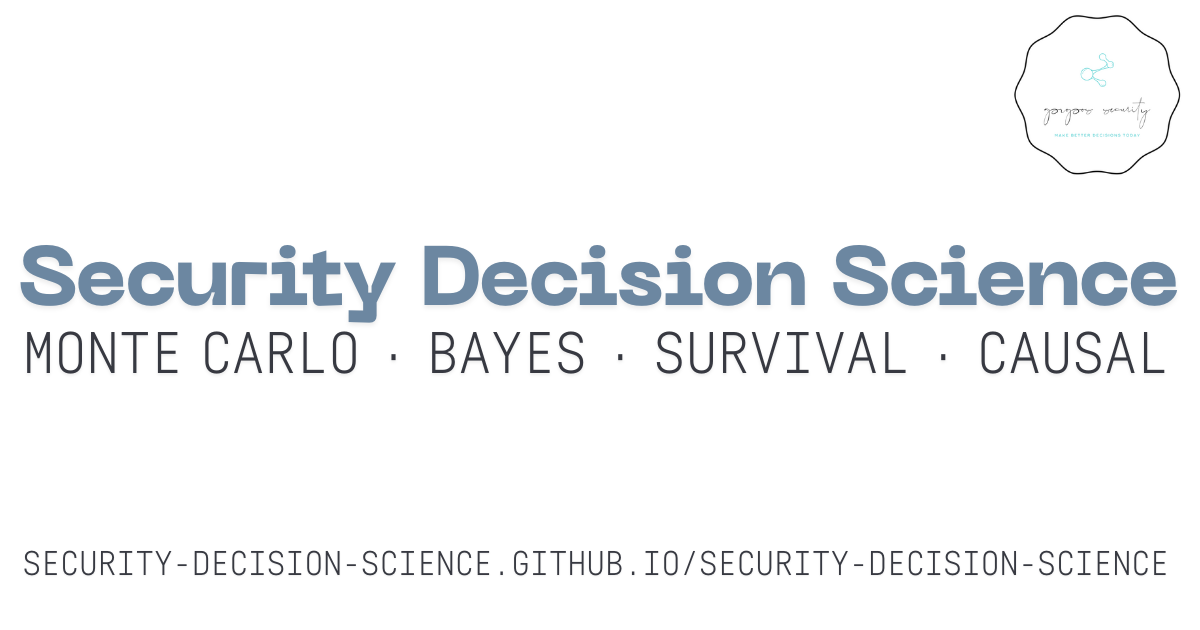 gorgias security
MAKE BETTER DECISIONS TODAY
Security Decision Science
MONTE CARLO · BAYES · SURVIVAL · CAUSAL
SECURITY-DECISION-SCIENCE.GITHUB.IO/SECURITY-DECISION-SCIENCE